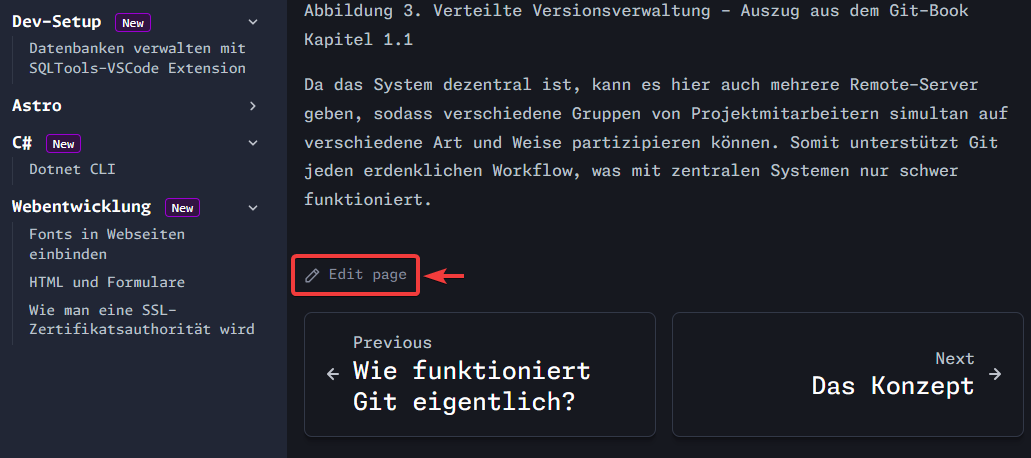 Dev-Setup New
Datenbanken verwalten mit
SQLTools-VSCode Extension
Astro
C# New
Dotnet CLI
Webentwicklung New
Fonts in Webseiten
einbinden
HTML und Formulare
Wie man eine SSL-
Zertifikatsauthorität wird
Abbildung 3. Verteilte Versionsverwaltung – Auszug aus dem Git-Book
Kapitel 1.1
Da das System dezentral ist, kann es hier auch mehrere Remote-Server
geben, sodass verschiedene Gruppen von Projektmitarbeitern simultan auf
verschiedene Art und Weise partizipieren können. Somit unterstützt Git
jeden erdenklichen Workflow, was mit zentralen Systemen nur schwer
funktioniert.
Edit page
Previous
Wie funktioniert
Git eigentlich?
Next
Das Konzept